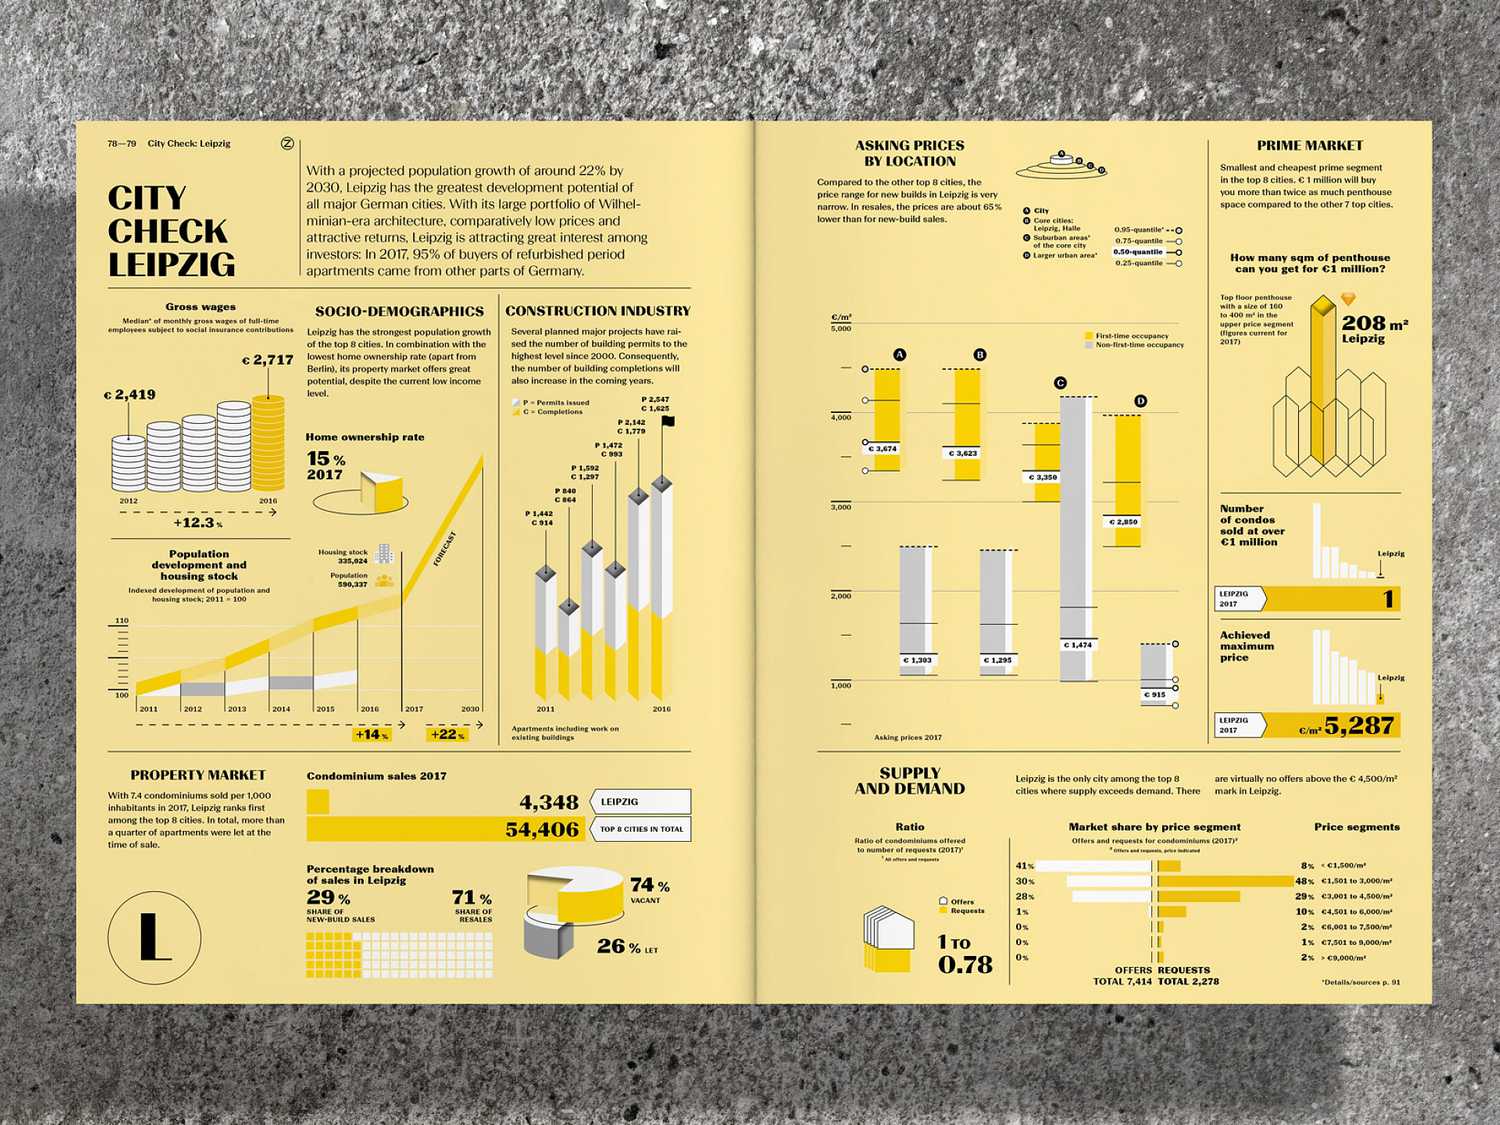 78—79 City Check: Leipzig
CITY
CHECK
LEIPZIG
With a projected population growth of around 22% by
2030, Leipzig has the greatest development potential of
all major German cities. With its large portfolio of Wilhel-
minian-era architecture, comparatively low prices and
attractive returns, Leipzig is attracting great interest among
investors: In 2017, 95% of buyers of refurbished period
apartments came from other parts of Germany.
Gross wages
Median* of monthly gross wages of full-time
employees subject to social insurance contributions
€ 2,717
€ 2,419
2012
2016
+12.3 %
SOCIO-DEMOGRAPHICS
Leipzig has the strongest population growth
of the top 8 cities. In combination with the
lowest home ownership rate (apart from
Berlin), its property market offers great
potential, despite the current low income
level.
Home ownership rate
15 %
2017
Population
development and
housing stock
Indexed development of population and
housing stock; 2011 = 100
Housing stock
335,024
Population
590,337
FORECAST
110
100
2011
2012
2013
2014
2015
2016
2017
2030
+14 %
+22 %
CONSTRUCTION INDUSTRY
Several planned major projects have rai-
sed the number of building permits to the
highest level since 2000. Consequently,
the number of building completions will
also increase in the coming years.
P = Permits issued
C = Completions
P 2,547
C 1,625
P 2,142
C 1,779
P 1,472
C 993
P 1,592
C 1,297
P 840
C 864
P 1,442
C 914
2011
2016
Apartments including work on
existing buildings
PROPERTY MARKET
With 7.4 condominiums sold per 1,000
inhabitants in 2017, Leipzig ranks first
among the top 8 cities. In total, more than
a quarter of apartments were let at the
time of sale.
L
Condominium sales 2017
4,348
LEIPZIG
54,406
TOP 8 CITIES IN TOTAL
Percentage breakdown
of sales in Leipzig
29 %
SHARE OF
NEW-BUILD SALES
71 %
SHARE OF
RESALES
74 %
VACANT
26 % LET
ASKING PRICES
BY LOCATION
Compared to the other top 8 cities, the
price range for new builds in Leipzig is very
narrow. In resales, the prices are about 65%
lower than for new-build sales.
A
B
C
D
A City
B Core cities:
Leipzig, Halle
C Suburban areas*
of the core city
D Larger urban area*
0.95-quantile*
0.75-quantile
0.50-quantile
0.25-quantile
€/m²
5,000
4,000
3,000
2,000
1,000
First-time occupancy
Non-first-time occupancy
A
B
C
D
€ 3,674
€ 3,623
€ 3,350
€ 2,850
€ 1,303
€ 1,295
€ 1,474
€ 915
Asking prices 2017
PRIME MARKET
Smallest and cheapest prime segment
in the top 8 cities. € 1 million will buy
you more than twice as much penthouse
space compared to the other 7 top cities.
How many sqm of penthouse
can you get for €1 million?
Top floor penthouse
with a size of 160
to 400 m² in the
upper price segment
(figures current for
2017)
208 m²
Leipzig
Number
of condos
sold at over
€1 million
Leipzig
LEIPZIG
2017
1
Achieved
maximum
price
Leipzig
LEIPZIG
2017
€/m² 5,287
SUPPLY
AND DEMAND
Leipzig is the only city among the top 8
cities where supply exceeds demand. There
are virtually no offers above the € 4,500/m²
mark in Leipzig.
Ratio
Ratio of condominiums offered
to number of requests (2017)¹
¹ All offers and requests
Offers
Requests
1 TO
0.78
Market share by price segment
Offers and requests for condominiums (2017)²
² Offers and requests, price indicated
Price segments
41% 8% < €1,500/m²
30% 48% €1,501 to 3,000/m²
28% 29% €3,001 to 4,500/m²
1% 10% €4,501 to 6,000/m²
0% 2% €6,001 to 7,500/m²
0% 1% €7,501 to 9,000/m²
0% 2% > €9,000/m²
OFFERS REQUESTS
TOTAL 7,414 TOTAL 2,278
*Details/sources p. 91